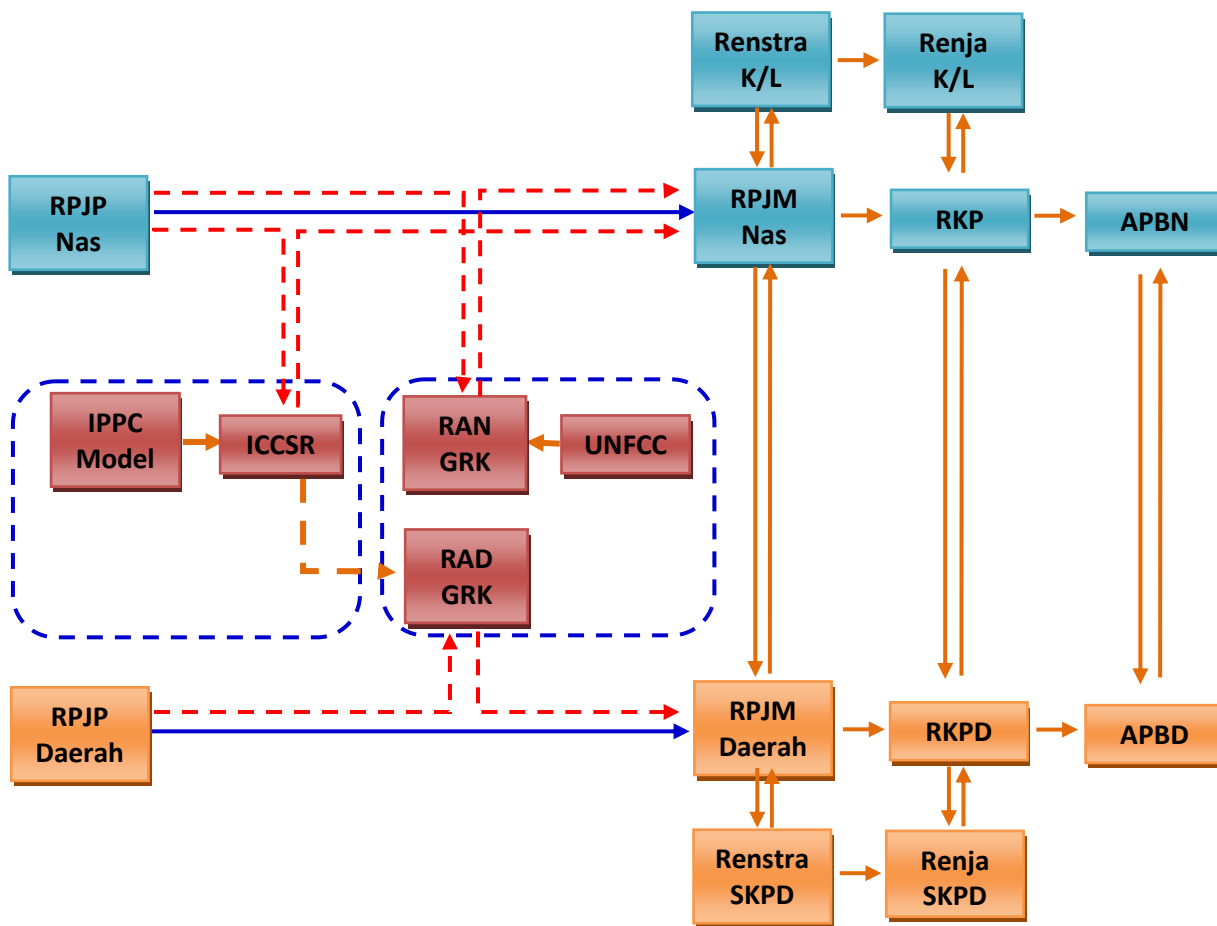 Renstra
K/L
Renja
K/L
RPJP
Nas
RPJM
Nas
RKP
APBN
IPPC
Model
ICCSR
RAN
GRK
UNFCC
RAD
GRK
RPJP
Daerah
RPJM
Daerah
RKPD
APBD
Renstra
SKPD
Renja
SKPD